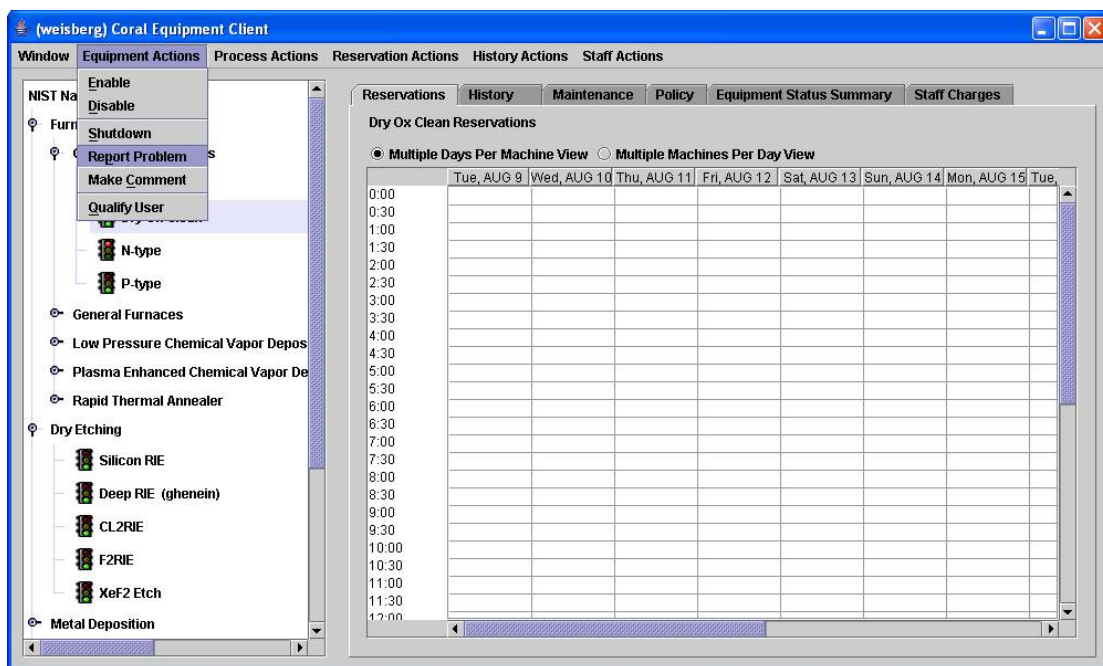 (weisberg) Coral Equipment Client
Window Equipment Actions Process Actions Reservation Actions History Actions Staff Actions
Enable
Disable
Shutdown
Report Problem
Make Comment
Qualify User
NIST Na
Furn
s
N-type
P-type
General Furnaces
Low Pressure Chemical Vapor Depos
Plasma Enhanced Chemical Vapor De
Rapid Thermal Annealer
Dry Etching
Silicon RIE
Deep RIE (ghenein)
CL2RIE
F2RIE
XeF2 Etch
Metal Deposition
Reservations History Maintenance Policy Equipment Status Summary Staff Charges
Dry Ox Clean Reservations
Multiple Days Per Machine View Multiple Machines Per Day View
Tue, AUG 9 Wed, AUG 10 Thu, AUG 11 Fri, AUG 12 Sat, AUG 13 Sun, AUG 14 Mon, AUG 15 Tue,
0:00
0:30
1:00
1:30
2:00
2:30
3:00
3:30
4:00
4:30
5:00
5:30
6:00
6:30
7:00
7:30
8:00
8:30
9:00
9:30
10:00
10:30
11:00
11:30
12:00